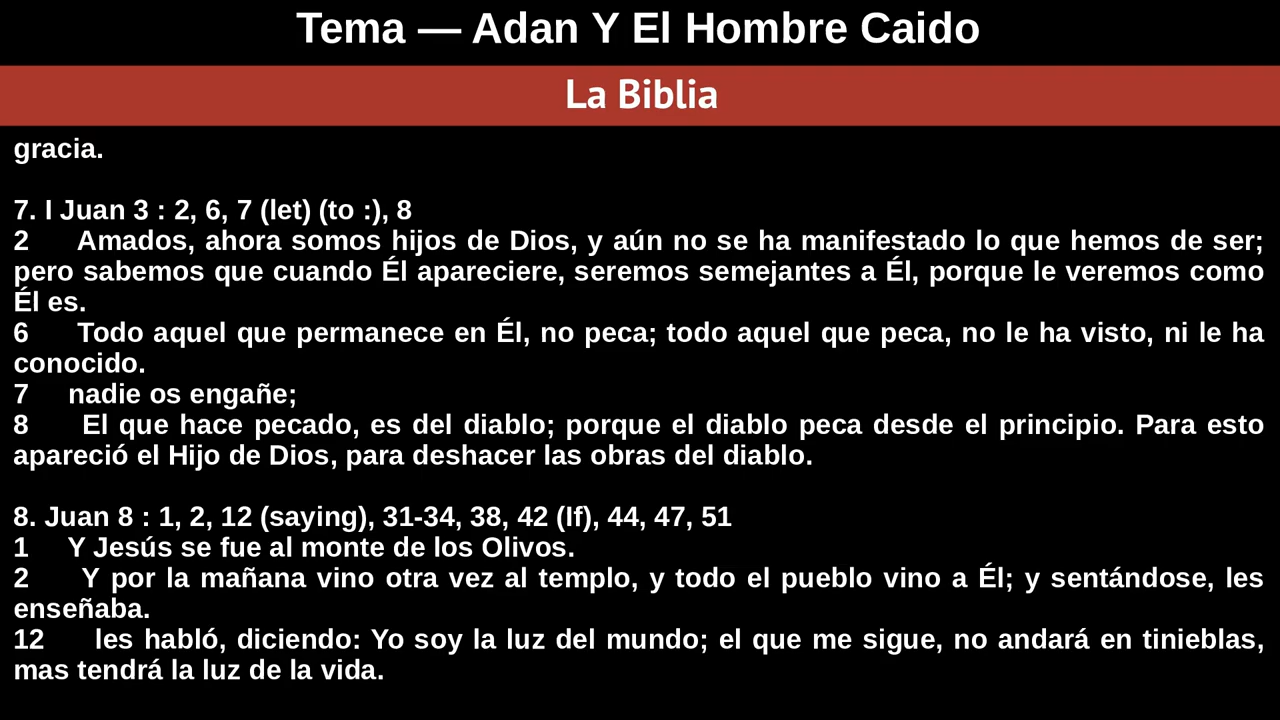 Tema — Adan Y El Hombre Caido
La Biblia
gracia.
7. I Juan 3 : 2, 6, 7 (let) (to :), 8
2 Amados, ahora somos hijos de Dios, y aún no se ha manifestado lo que hemos de ser;
pero sabemos que cuando Él apareciere, seremos semejantes a Él, porque le veremos como
Él es.
6 Todo aquel que permanece en Él, no peca; todo aquel que peca, no le ha visto, ni le ha
conocido.
7 nadie os engañe;
8 El que hace pecado, es del diablo; porque el diablo peca desde el principio. Para esto
apareció el Hijo de Dios, para deshacer las obras del diablo.
8. Juan 8 : 1, 2, 12 (saying), 31-34, 38, 42 (If), 44, 47, 51
1 Y Jesús se fue al monte de los Olivos.
2 Y por la mañana vino otra vez al templo, y todo el pueblo vino a Él; y sentándose, les
enseñaba.
12 les habló, diciendo: Yo soy la luz del mundo; el que me sigue, no andará en tinieblas,
mas tendrá la luz de la vida.